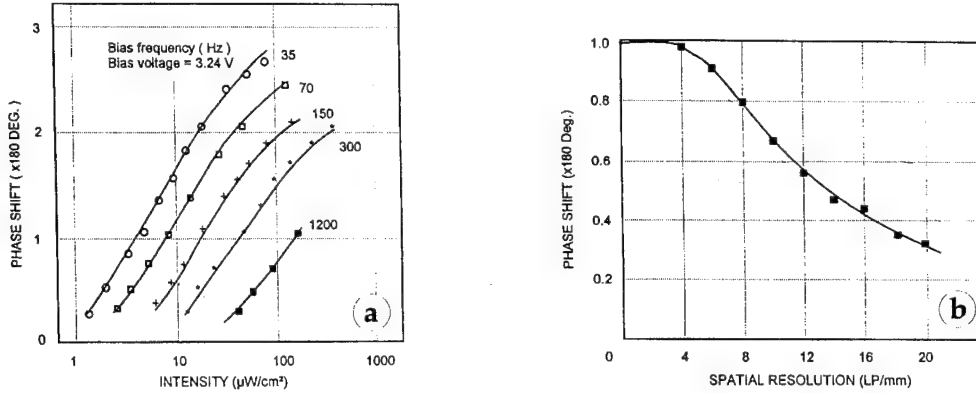 3
2
1
0
PHASE SHIFT ( x180 DEG.)
Bias frequency ( Hz )
Bias voltage = 3.24 V
35
70
150
300
1200
(a)
1
10
100
1000
INTENSITY (µW/cm²)
1.0
0.8
0.6
0.4
0.2
PHASE SHIFT ( x180 Deg.)
(b)
4
8
12
16
20
SPATIAL RESOLUTION (LP/mm)